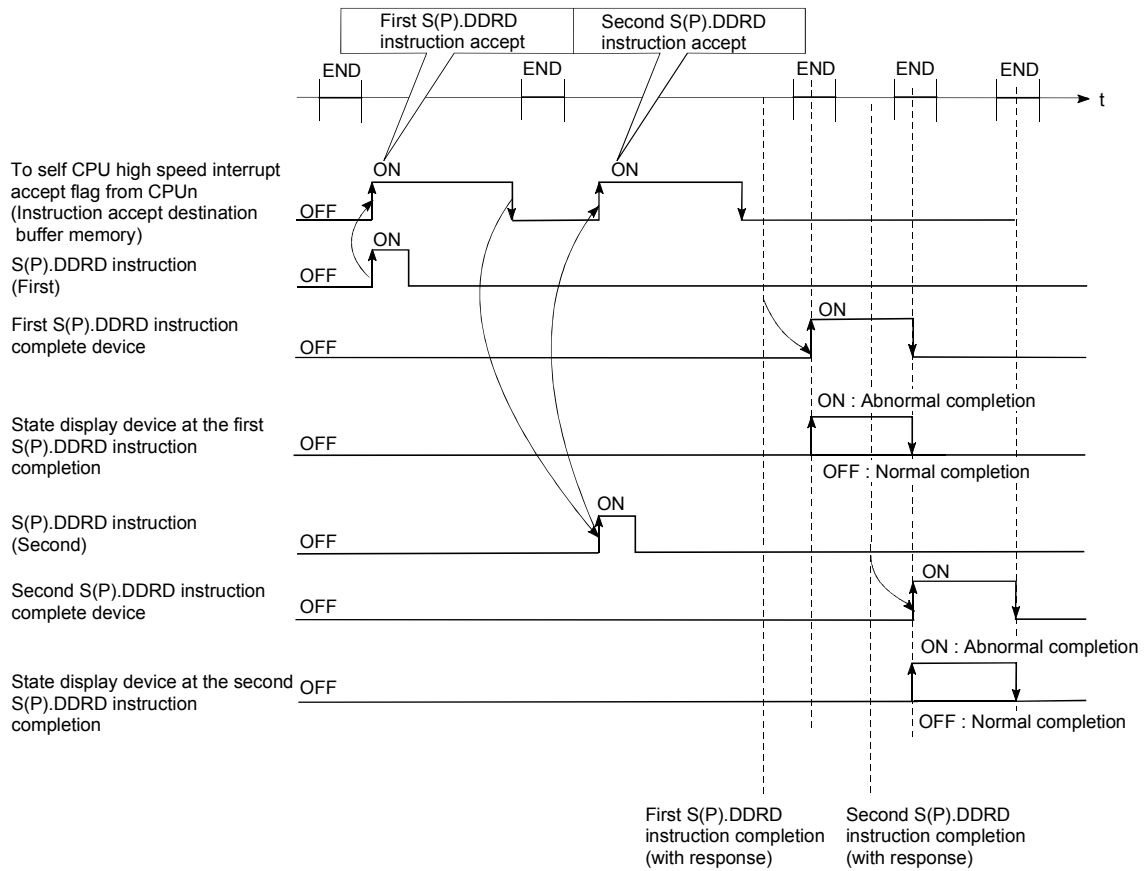 First S(P).DDRD
instruction accept
Second S(P).DDRD
instruction accept
END
END
END
END
END
t
To self CPU high speed interrupt
accept flag from CPUn
(Instruction accept destination
buffer memory)
OFF
ON
ON
S(P).DDRD instruction
(First)
OFF
ON
First S(P).DDRD instruction
complete device
OFF
ON
State display device at the first
S(P).DDRD instruction
completion
OFF
ON : Abnormal completion
OFF : Normal completion
S(P).DDRD instruction
(Second)
OFF
ON
Second S(P).DDRD instruction
complete device
OFF
ON
State display device at the second
S(P).DDRD instruction
completion
OFF
ON : Abnormal completion
OFF : Normal completion
First S(P).DDRD
instruction completion
(with response)
Second S(P).DDRD
instruction completion
(with response)